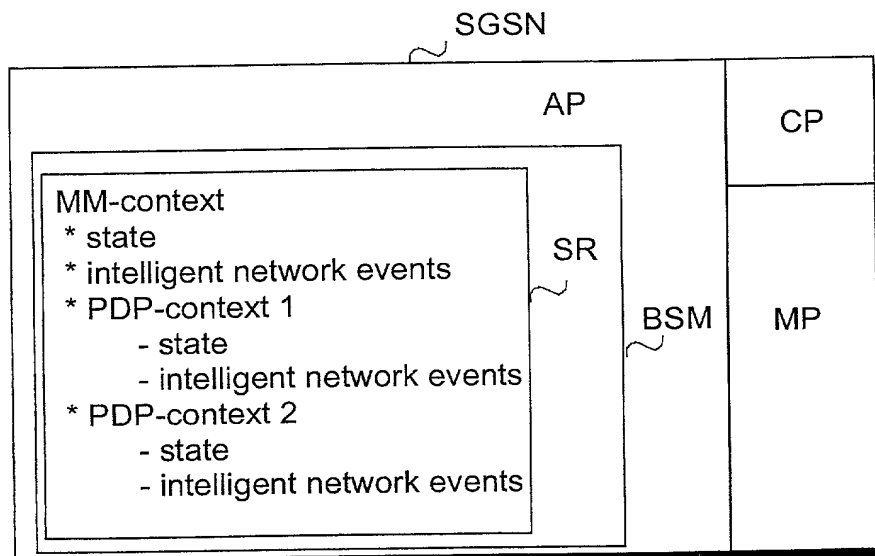 SGSN
AP
CP
MM-context
* state
* intelligent network events
* PDP-context 1
- state
- intelligent network events
* PDP-context 2
- state
- intelligent network events
SR
BSM
MP